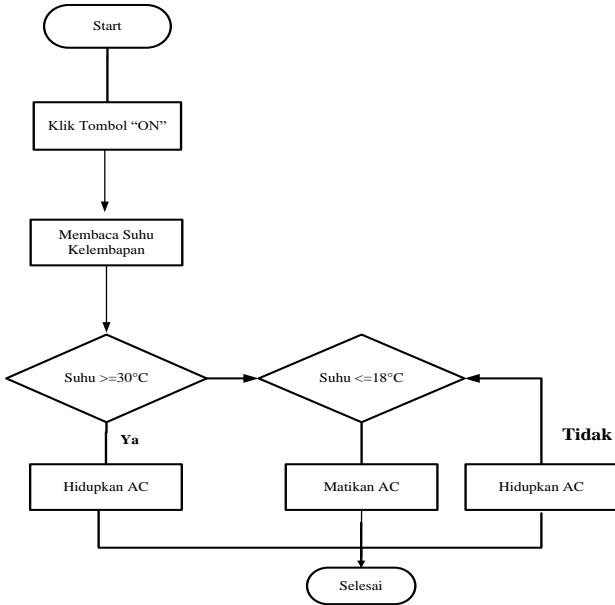 Start
Klik Tombol “ON”
Membaca Suhu
Kelembapan
Suhu >=30°C
Suhu <=18°C
Ya
Tidak
Hidupkan AC
Matikan AC
Hidupkan AC
Selesai